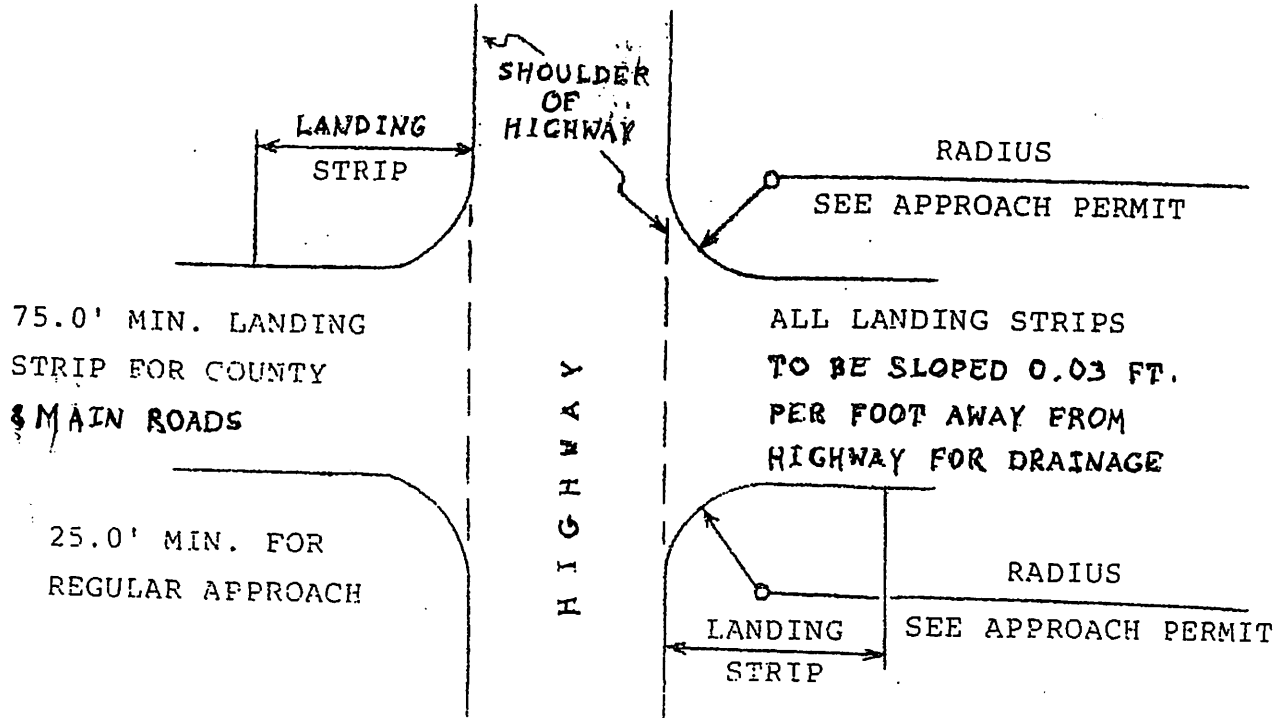 SHOULDER
OF
HIGHWAY
LANDING
STRIP
RADIUS
SEE APPROACH PERMIT
75.0' MIN. LANDING
STRIP FOR COUNTY
& MAIN ROADS
ALL LANDING STRIPS
TO BE SLOPED 0.03 FT.
PER FOOT AWAY FROM
HIGHWAY FOR DRAINAGE
HIGHWAY
25.0' MIN. FOR
REGULAR APPROACH
RADIUS
SEE APPROACH PERMIT
LANDING
STRIP